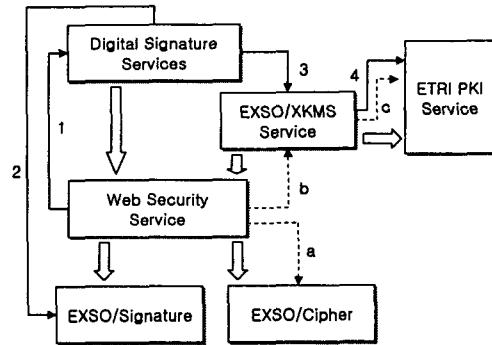 Digital Signature
Services
3
4
ETRI PKI
Service
c
EXSO/XKMS
Service
1
2
b
Web Security
Service
a
EXSO/Signature
EXSO/Cipher